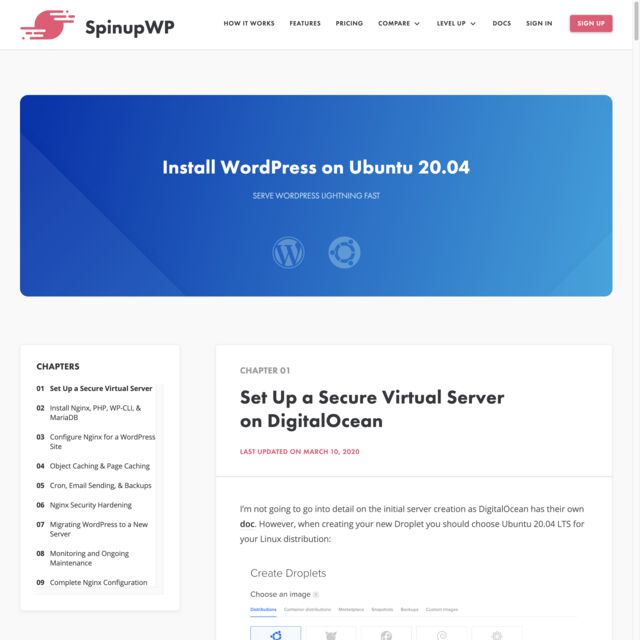 SpinupWP
HOW IT WORKS FEATURES PRICING COMPARE LEVEL UP DOCS SIGN IN SIGN UP
Install WordPress on Ubuntu 20.04
SERVE WORDPRESS LIGHTNING FAST
CHAPTERS
01 Set Up a Secure Virtual Server
02 Install Nginx, PHP, WP-CLI, &
MariaDB
03 Configure Nginx for a WordPress
Site
04 Object Caching & Page Caching
05 Cron, Email Sending, & Backups
06 Nginx Security Hardening
07 Migrating WordPress to a New
Server
08 Monitoring and Ongoing
Maintenance
09 Complete Nginx Configuration
CHAPTER 01
Set Up a Secure Virtual Server
on DigitalOcean
LAST UPDATED ON MARCH 10, 2020
I'm not going to go into detail on the initial server creation as DigitalOcean has their own
doc. However, when creating your new Droplet you should choose Ubuntu 20.04 LTS for
your Linux distribution:
Create Droplets
Choose an image ?
Distributions Container distributions Marketplace Snapshots Backups Custom images